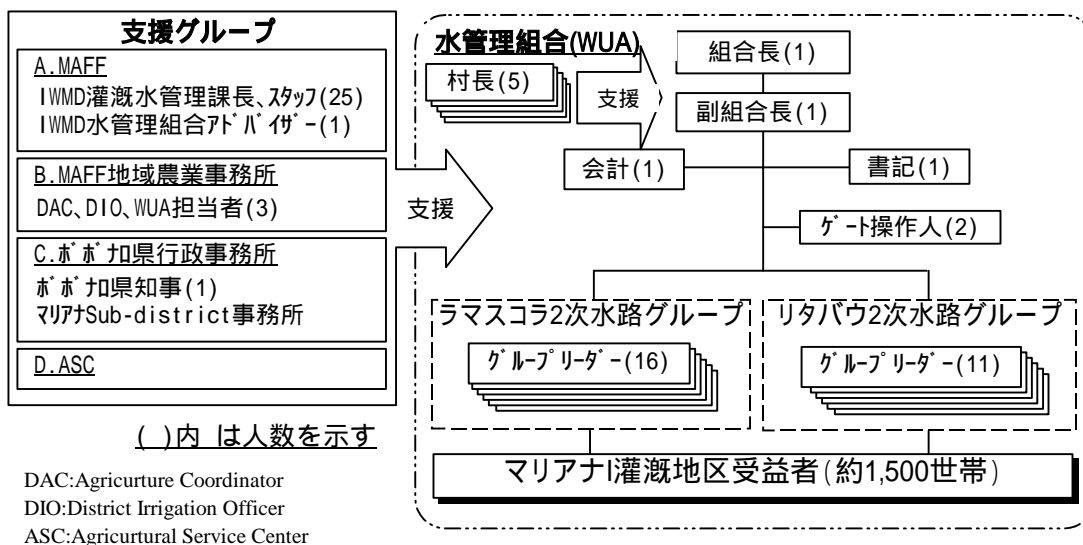 支援グループ
A.MAFF
IWMD灌漑水管理課長、スタッフ(25)
IWMD水管理組合アドバイザー(1)
B.MAFF地域農業事務所
DAC、DIO、WUA担当者(3)
C.ボボナロ県行政事務所
ボボナロ県知事(1)
マリアナSub-district事務所
D.ASC
支援
水管理組合(WUA)
村長(5)
支援
組合長(1)
副組合長(1)
会計(1)
書記(1)
ゲート操作人(2)
ラマスコラ2次水路グループ
グループリーダー(16)
リタバウ2次水路グループ
グループリーダー(11)
マリアナI灌漑地区受益者(約1,500世帯)
( )内 は人数を示す
DAC:Agricurture Coordinator
DIO:District Irrigation Officer
ASC:Agricurtural Service Center